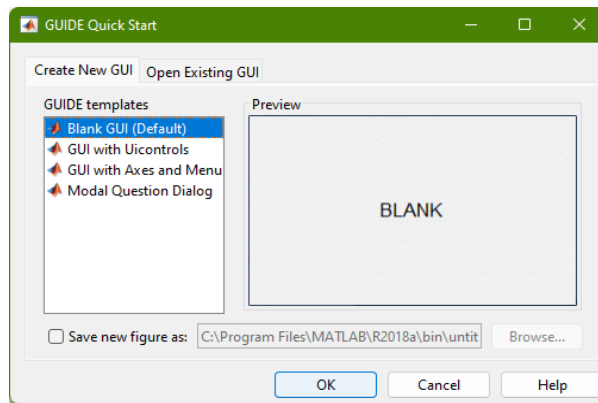 GUIDE Quick Start
Create New GUI Open Existing GUI
GUIDE templates
Blank GUI (Default)
GUI with Uicontrols
GUI with Axes and Menu
Modal Question Dialog
Preview
BLANK
Save new figure as: C:\Program Files\MATLAB\R2018a\bin\untit Browse...
OK Cancel Help